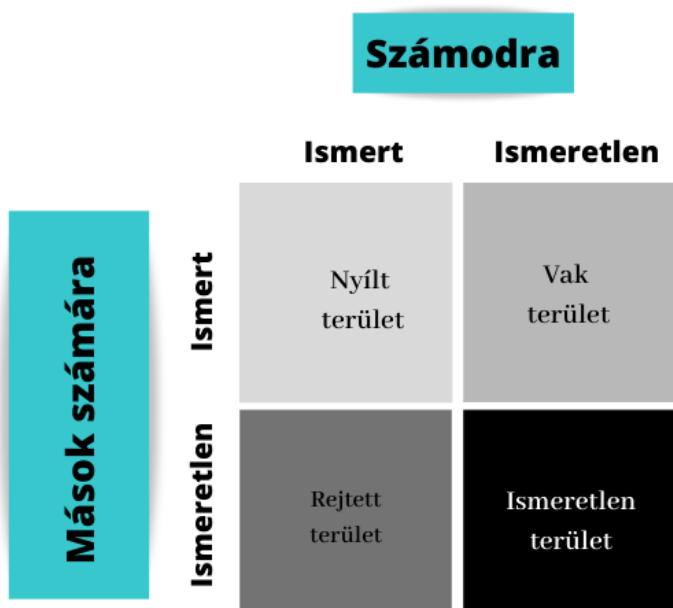 Számodra
Ismert Ismeretlen
Mások számára
Ismert
Nyílt
terület
Vak
terület
Ismeretlen
Rejtett
terület
Ismeretlen
terület